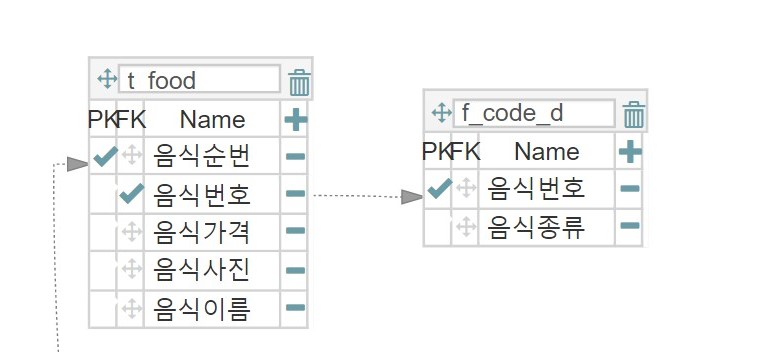 t_food
PK FK Name
음식순번
음식번호
음식가격
음식사진
음식이름
f_code_d
PK FK Name
음식번호
음식종류